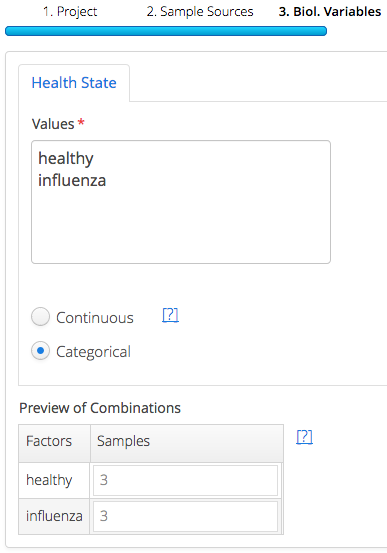 1. Project 2. Sample Sources 3. Biol. Variables
Health State
Values *
healthy
influenza
Continuous [?]
Categorical
Preview of Combinations
Factors Samples [?]
healthy 3
influenza 3